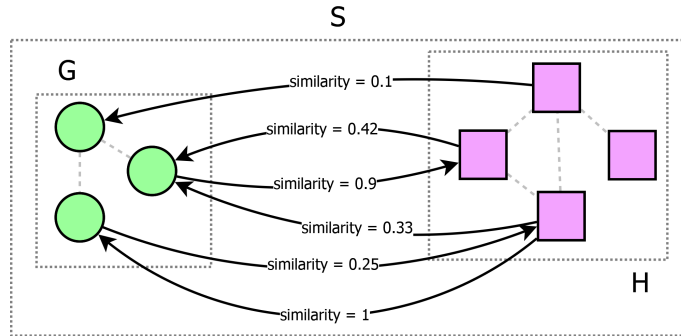 S
G
similarity = 0.1
similarity = 0.42
similarity = 0.9
similarity = 0.33
similarity = 0.25
similarity = 1
H